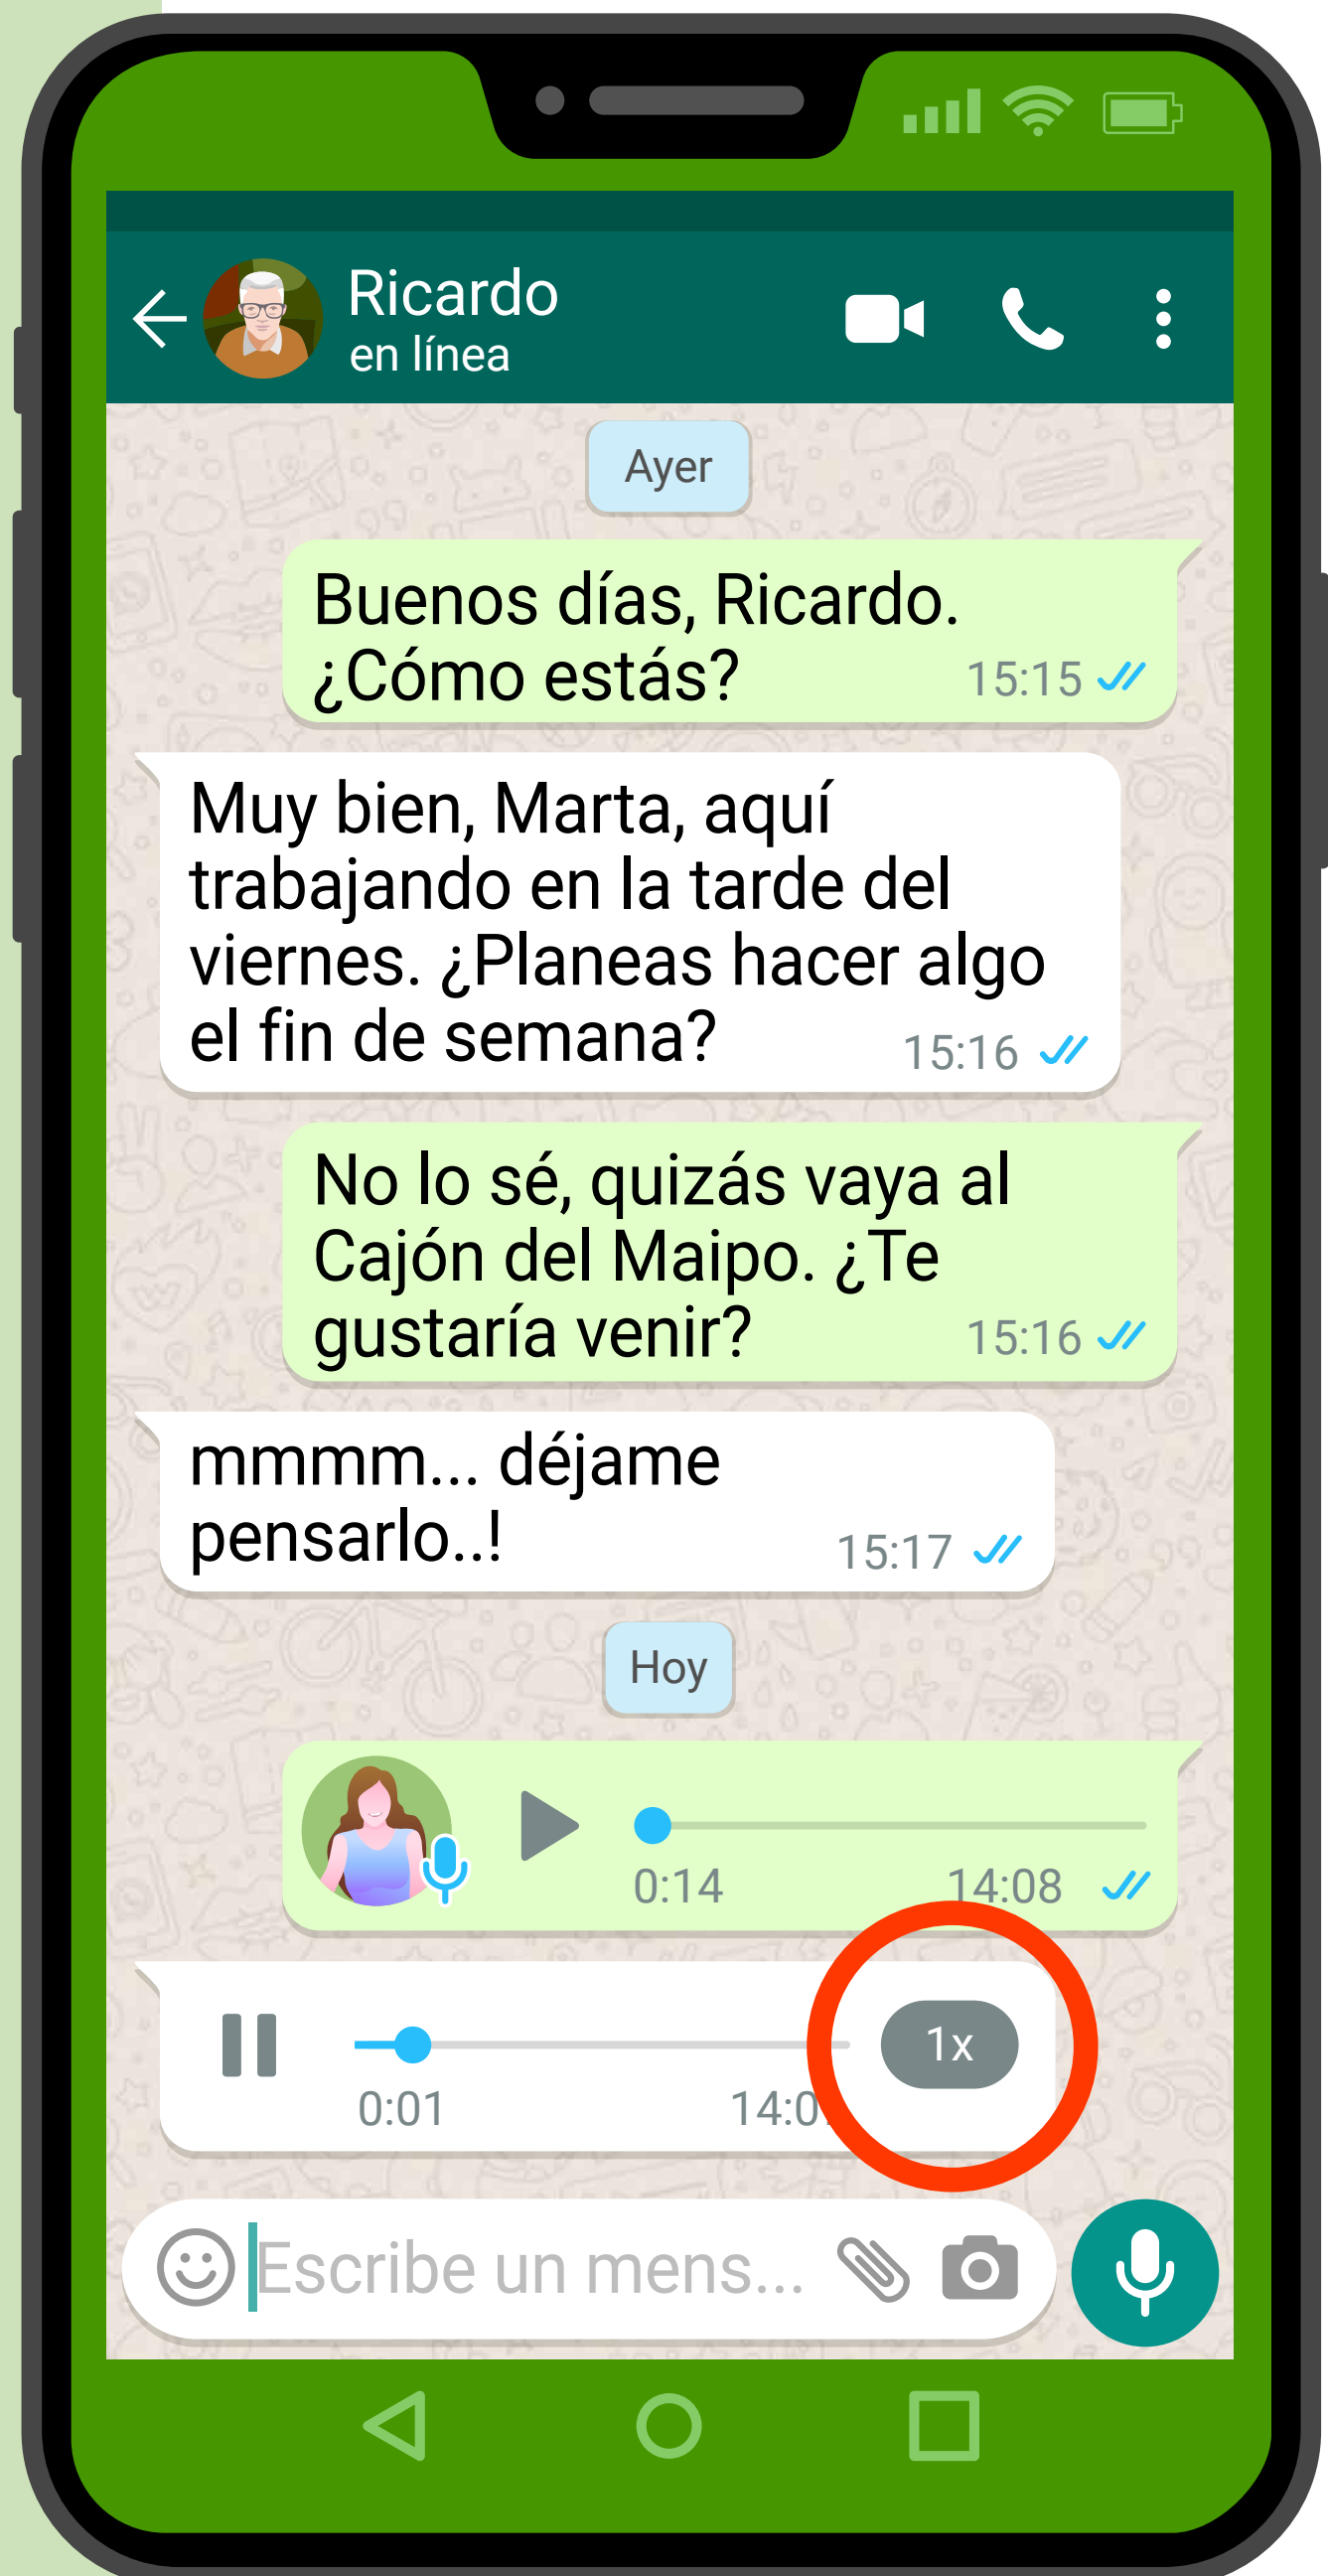 Ricardo
en línea
Ayer
Buenos días, Ricardo.
¿Cómo estás?
15:15
Muy bien, Marta, aquí
trabajando en la tarde del
viernes. ¿Planeas hacer algo
el fin de semana?
15:16
No lo sé, quizás vaya al
Cajón del Maipo. ¿Te
gustaría venir?
15:16
mmmm... déjame
pensarlo..!
15:17
Hoy
0:14 14:08
1x
0:01
Escribe un mens...